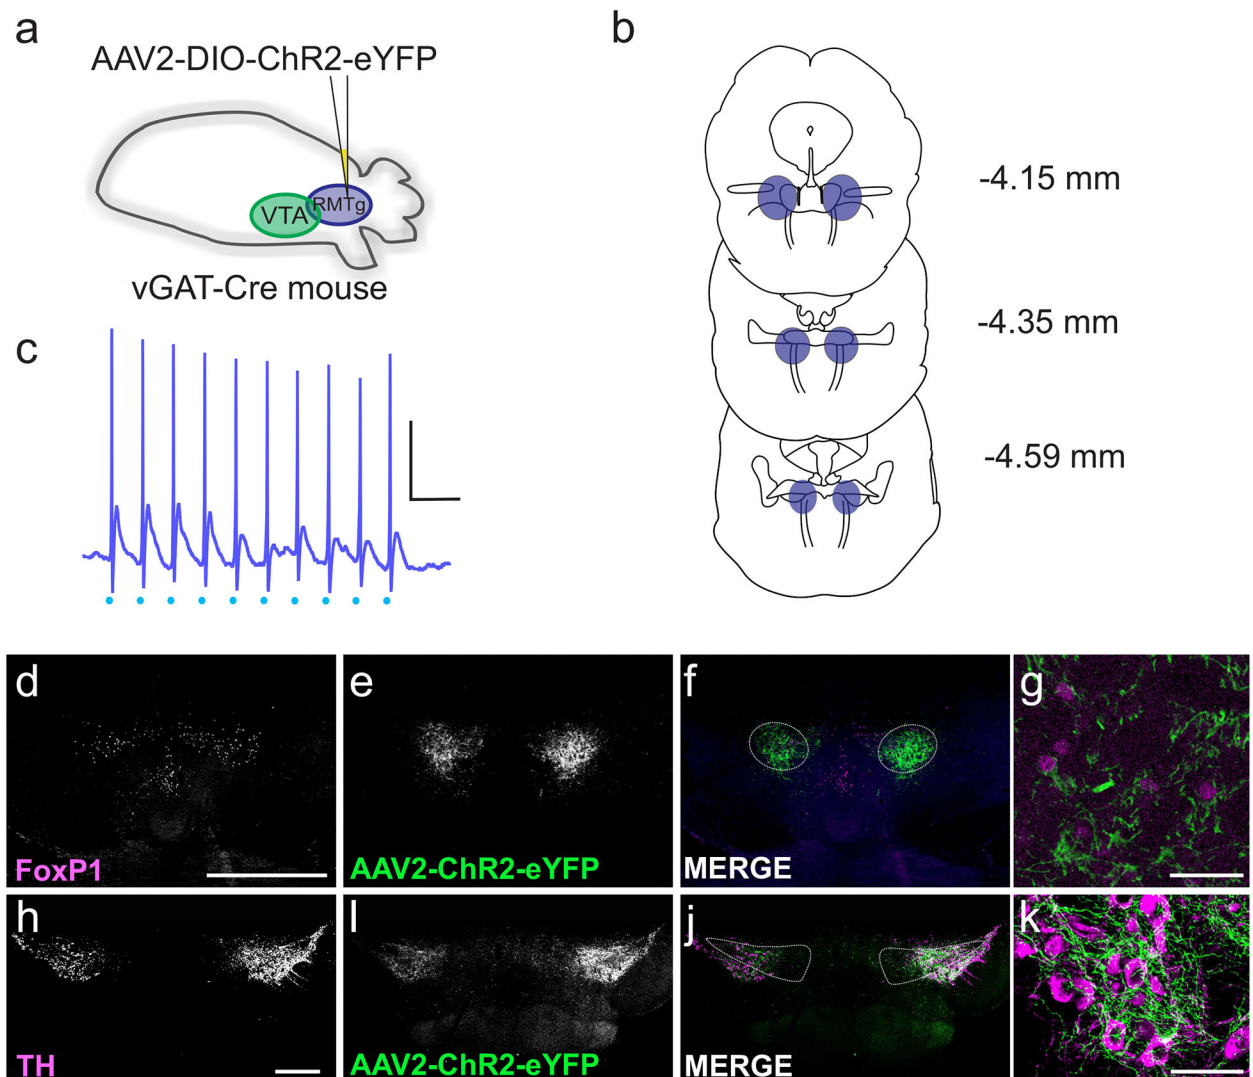 a
AAV2-DIO-ChR2-eYFP
VTA
RMTg
vGAT-Cre mouse
b
-4.15 mm
-4.35 mm
-4.59 mm
c
d
FoxP1
e
AAV2-ChR2-eYFP
f
MERGE
g
h
TH
l
AAV2-ChR2-eYFP
j
MERGE
k